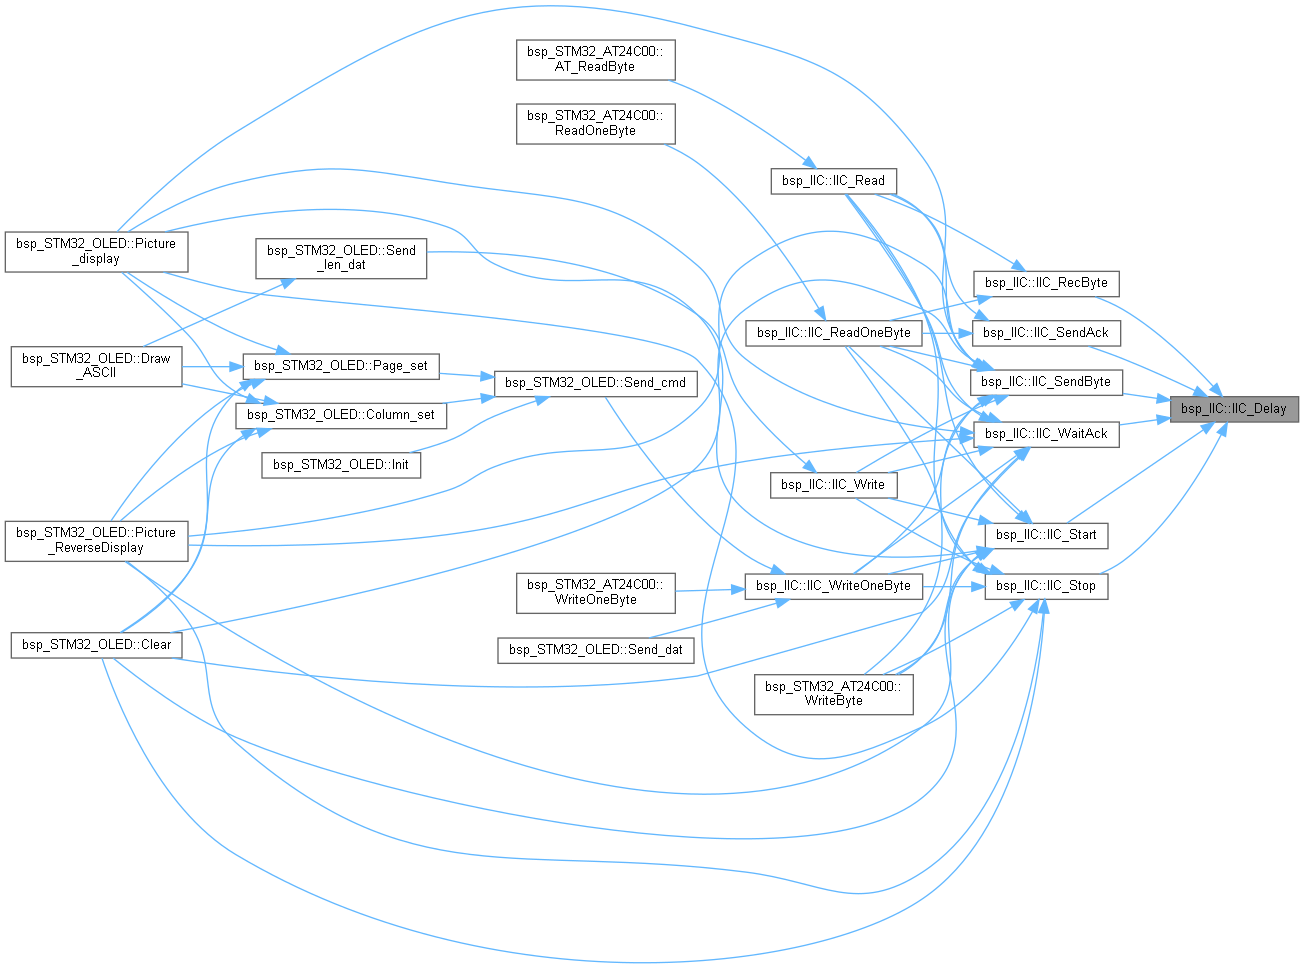 bsp_STM32_AT24C00::
AT_ReadByte
bsp_STM32_AT24C00::
ReadOneByte
bsp_IIC::IIC_Read
bsp_STM32_OLED::Picture
_display
bsp_STM32_OLED::Send
_len_dat
bsp_IIC::IIC_RecByte
bsp_IIC::IIC_ReadOneByte
bsp_IIC::IIC_SendAck
bsp_STM32_OLED::Draw
_ASCII
bsp_STM32_OLED::Page_set
bsp_STM32_OLED::Send_cmd
bsp_IIC::IIC_SendByte
bsp_IIC::IIC_Delay
bsp_STM32_OLED::Column_set
bsp_IIC::IIC_WaitAck
bsp_STM32_OLED::Init
bsp_IIC::IIC_Write
bsp_STM32_OLED::Picture
_ReverseDisplay
bsp_IIC::IIC_Start
bsp_STM32_AT24C00::
WriteOneByte
bsp_IIC::IIC_WriteOneByte
bsp_IIC::IIC_Stop
bsp_STM32_OLED::Clear
bsp_STM32_OLED::Send_dat
bsp_STM32_AT24C00::
WriteByte